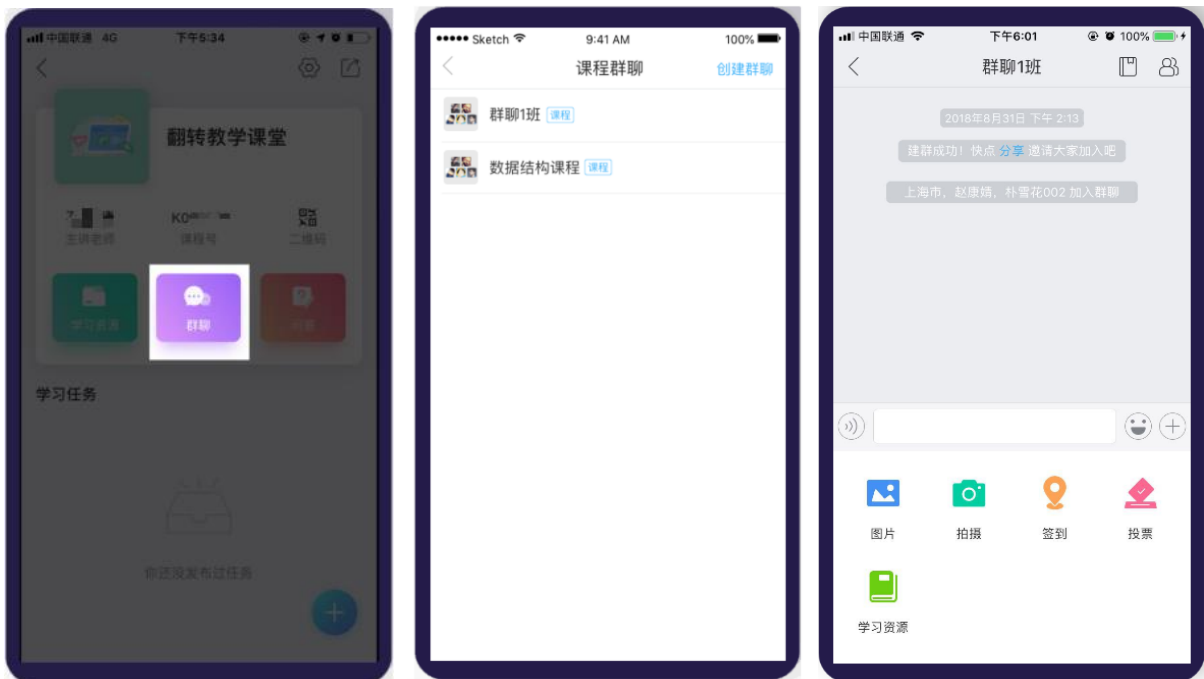 中国联通 4G 下午5:34
翻转教学课堂
K0
主讲老师 课程号 二维码
学习资源 群聊 问卷
学习任务
你还没发布过任务
Sketch 9:41 AM 100%
课程群聊 创建群聊
群聊1班 课程
数据结构课程 课程
中国联通 下午6:01 100%
群聊1班
2018年8月31日 下午 2:13
建群成功！快点 分享 邀请大家加入吧
上海市，赵康婧，朴雪花002 加入群聊
图片 拍摄 签到 投票
学习资源